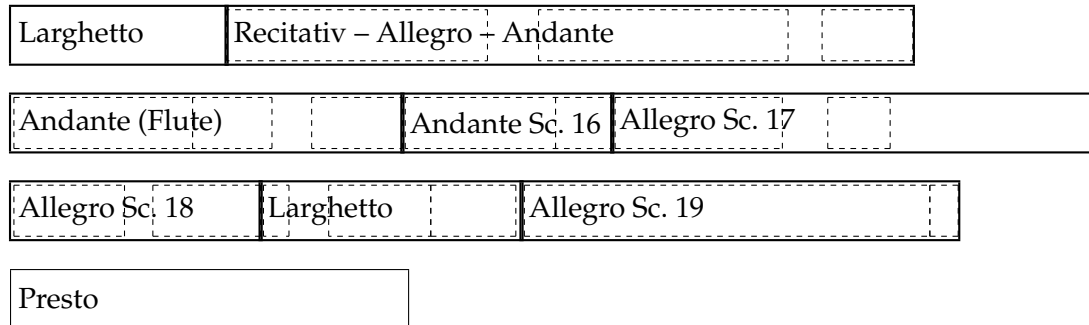 Larghetto Recitativ – Allegro – Andante
Andante (Flute) Andante Sc. 16 Allegro Sc. 17
Allegro Sc. 18 Larghetto Allegro Sc. 19
Presto